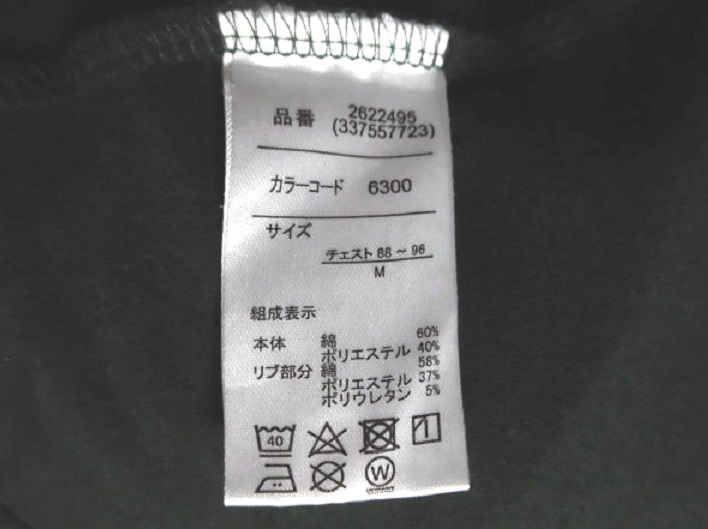 品番 2622495
(337557723)
カラーコード 6300
サイズ
チェスト 88～96
M
組成表示
本体 綿 60%
ポリエステル 40%
リブ部分 綿 58%
ポリエステル 37%
ポリウレタン 5%
40
W